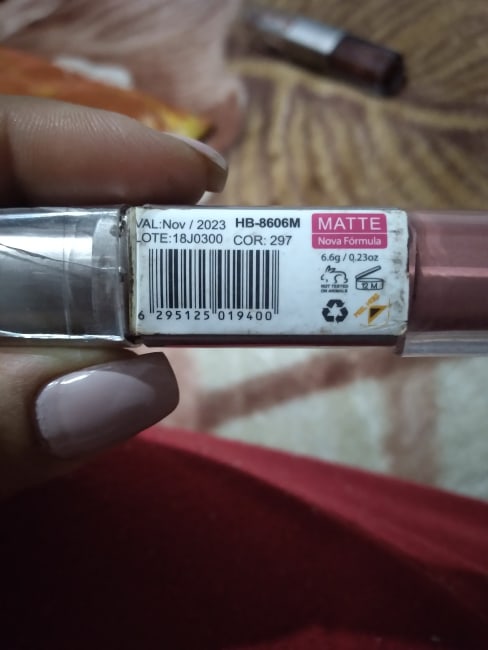 VAL:Nov / 2023 HB-8606M
LOTE:18J0300 COR: 297
MATTE
Nova Fórmula
6.6g / 0.23oz
NOT TESTED
ON ANIMALS
12 M
6 295125 019400